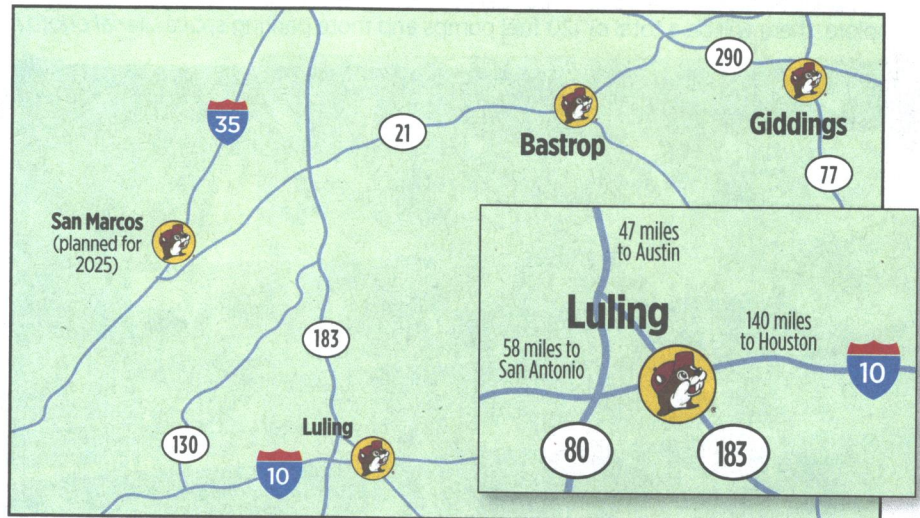 290
35
21
Bastrop
Giddings
77
San Marcos
(planned for
2025)
183
Luling
130
10
47 miles
to Austin
Luling
140 miles
to Houston
58 miles to
San Antonio
10
80
183